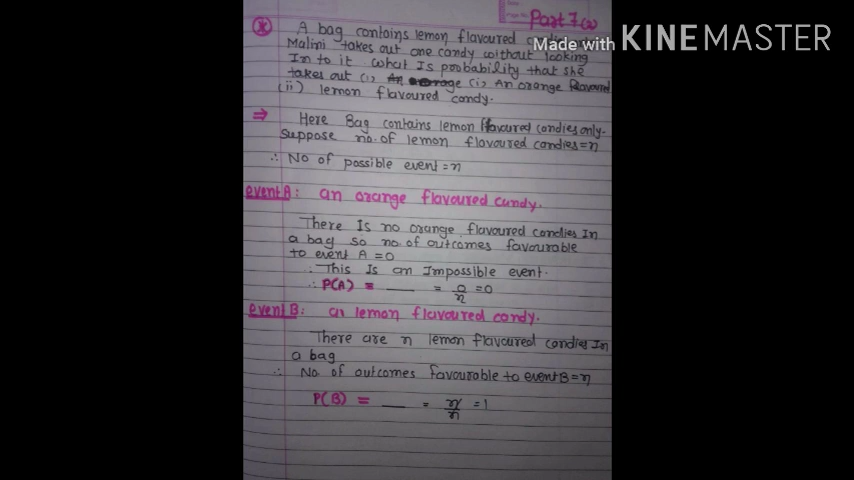 Part 7 (ω)
Made with KINEMASTER
A bag contains lemon flavoured
Malini takes out one candy without looking
In to it what Is probability that she
takes out (i) An orange (i) An orange flavoured
(ii) lemon flavoured candy.
⇒ Here Bag contains lemon flavoured candies only.
suppose no. of lemon flavoured candies = n
∴ No of possible event = n
event A: an orange flavoured candy.
There Is no orange flavoured candies In
a bag so no. of outcomes favourable
to event A = 0
∴ This Is an Impossible event.
∴ P(A) = ___ = 0/n = 0
event B: a lemon flavoured candy.
There are n lemon flavoured candies In
a bag
∴ No. of outcomes favourable to event B = n
P(B) = ___ = n/n = 1